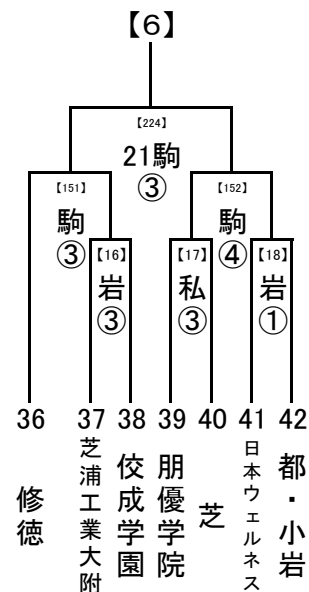 【6】
【224】
21駒
③
【151】
【152】
駒
③
駒
④
【16】
【17】
【18】
岩
③
私
③
岩
①
36 37 38 39 40 41 42
修徳
芝浦工業大附
佼成学園
朋優学院
芝
日本ウェルネス
都・小岩